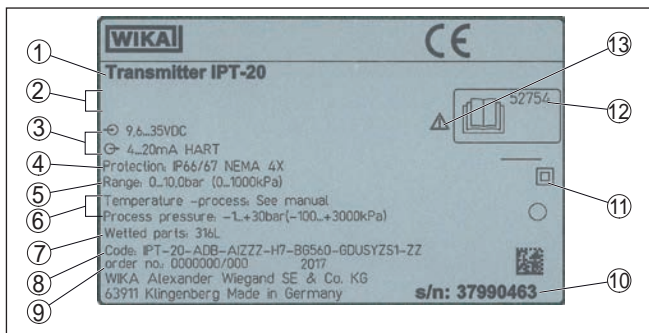 WIKA CE
13
1 Transmitter IPT-20
2
52754
12
3 9,6...35VDC
4...20mA HART
4 Protection: IP66/67 NEMA 4X
5 Range: 0...10,0bar (0...1000kPa)
6 Temperature -process: See manual
Process pressure: -1...+30bar(-100...+3000kPa)
11
7 Wetted parts: 316L
8 Code: IPT-20-ADB-AIZZZ-H7-BG560-GDUSYZS1-ZZ
9 order no.: 0000000/000 2017
WIKA Alexander Wiegand SE & Co. KG
63911 Klingenberg Made in Germany
s/n: 37990463
10